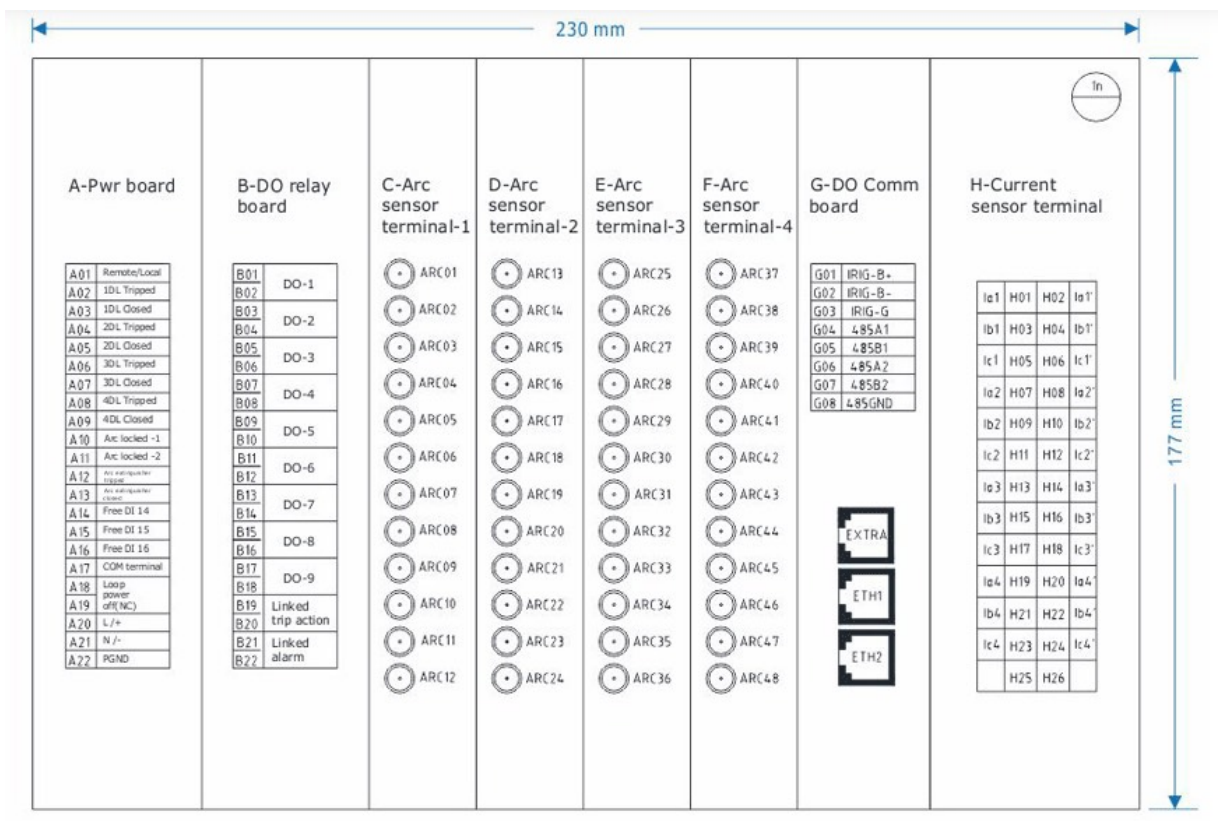 230 mm
1n
177 mm
A-Pwr board
A01 Remote/Local
A02 1DL Tripped
A03 1DL Closed
A04 2DL Tripped
A05 2DL Closed
A06 3DL Tripped
A07 3DL Closed
A08 4DL Tripped
A09 4DL Closed
A10 Arc locked -1
A11 Arc locked -2
A12 Arc extinguisher
tripped
A13 Arc extinguisher
closed
A14 Free DI 14
A15 Free DI 15
A16 Free DI 16
A17 COM terminal
A18 Loop
power
A19 off(NC)
A20 L/+
A21 N/-
A22 PGND
B-DO relay
board
B01
DO-1
B02
B03
DO-2
B04
B05
DO-3
B06
B07
DO-4
B08
B09
DO-5
B10
B11
DO-6
B12
B13
DO-7
B14
B15
DO-8
B16
B17
DO-9
B18
B19 Linked
B20 trip action
B21 Linked
B22 alarm
C-Arc
sensor
terminal-1
ARC01
ARC02
ARC03
ARC04
ARC05
ARC06
ARC07
ARC08
ARC09
ARC10
ARC11
ARC12
D-Arc
sensor
terminal-2
ARC13
ARC14
ARC15
ARC16
ARC17
ARC18
ARC19
ARC20
ARC21
ARC22
ARC23
ARC24
E-Arc
sensor
terminal-3
ARC25
ARC26
ARC27
ARC28
ARC29
ARC30
ARC31
ARC32
ARC33
ARC34
ARC35
ARC36
F-Arc
sensor
terminal-4
ARC37
ARC38
ARC39
ARC40
ARC41
ARC42
ARC43
ARC44
ARC45
ARC46
ARC47
ARC48
G-DO Comm
board
G01 IRIG-B+
G02 IRIG-B-
G03 IRIG-G
G04 485A1
G05 485B1
G06 485A2
G07 485B2
G08 485GND
EXTRA
ETH1
ETH2
H-Current
sensor terminal
Ia1 H01 H02 Ia1'
Ib1 H03 H04 Ib1'
Ic1 H05 H06 Ic1'
Ia2 H07 H08 Ia2'
Ib2 H09 H10 Ib2'
Ic2 H11 H12 Ic2'
Ia3 H13 H14 Ia3'
Ib3 H15 H16 Ib3'
Ic3 H17 H18 Ic3'
Ia4 H19 H20 Ia4'
Ib4 H21 H22 Ib4'
Ic4 H23 H24 Ic4'
H25 H26